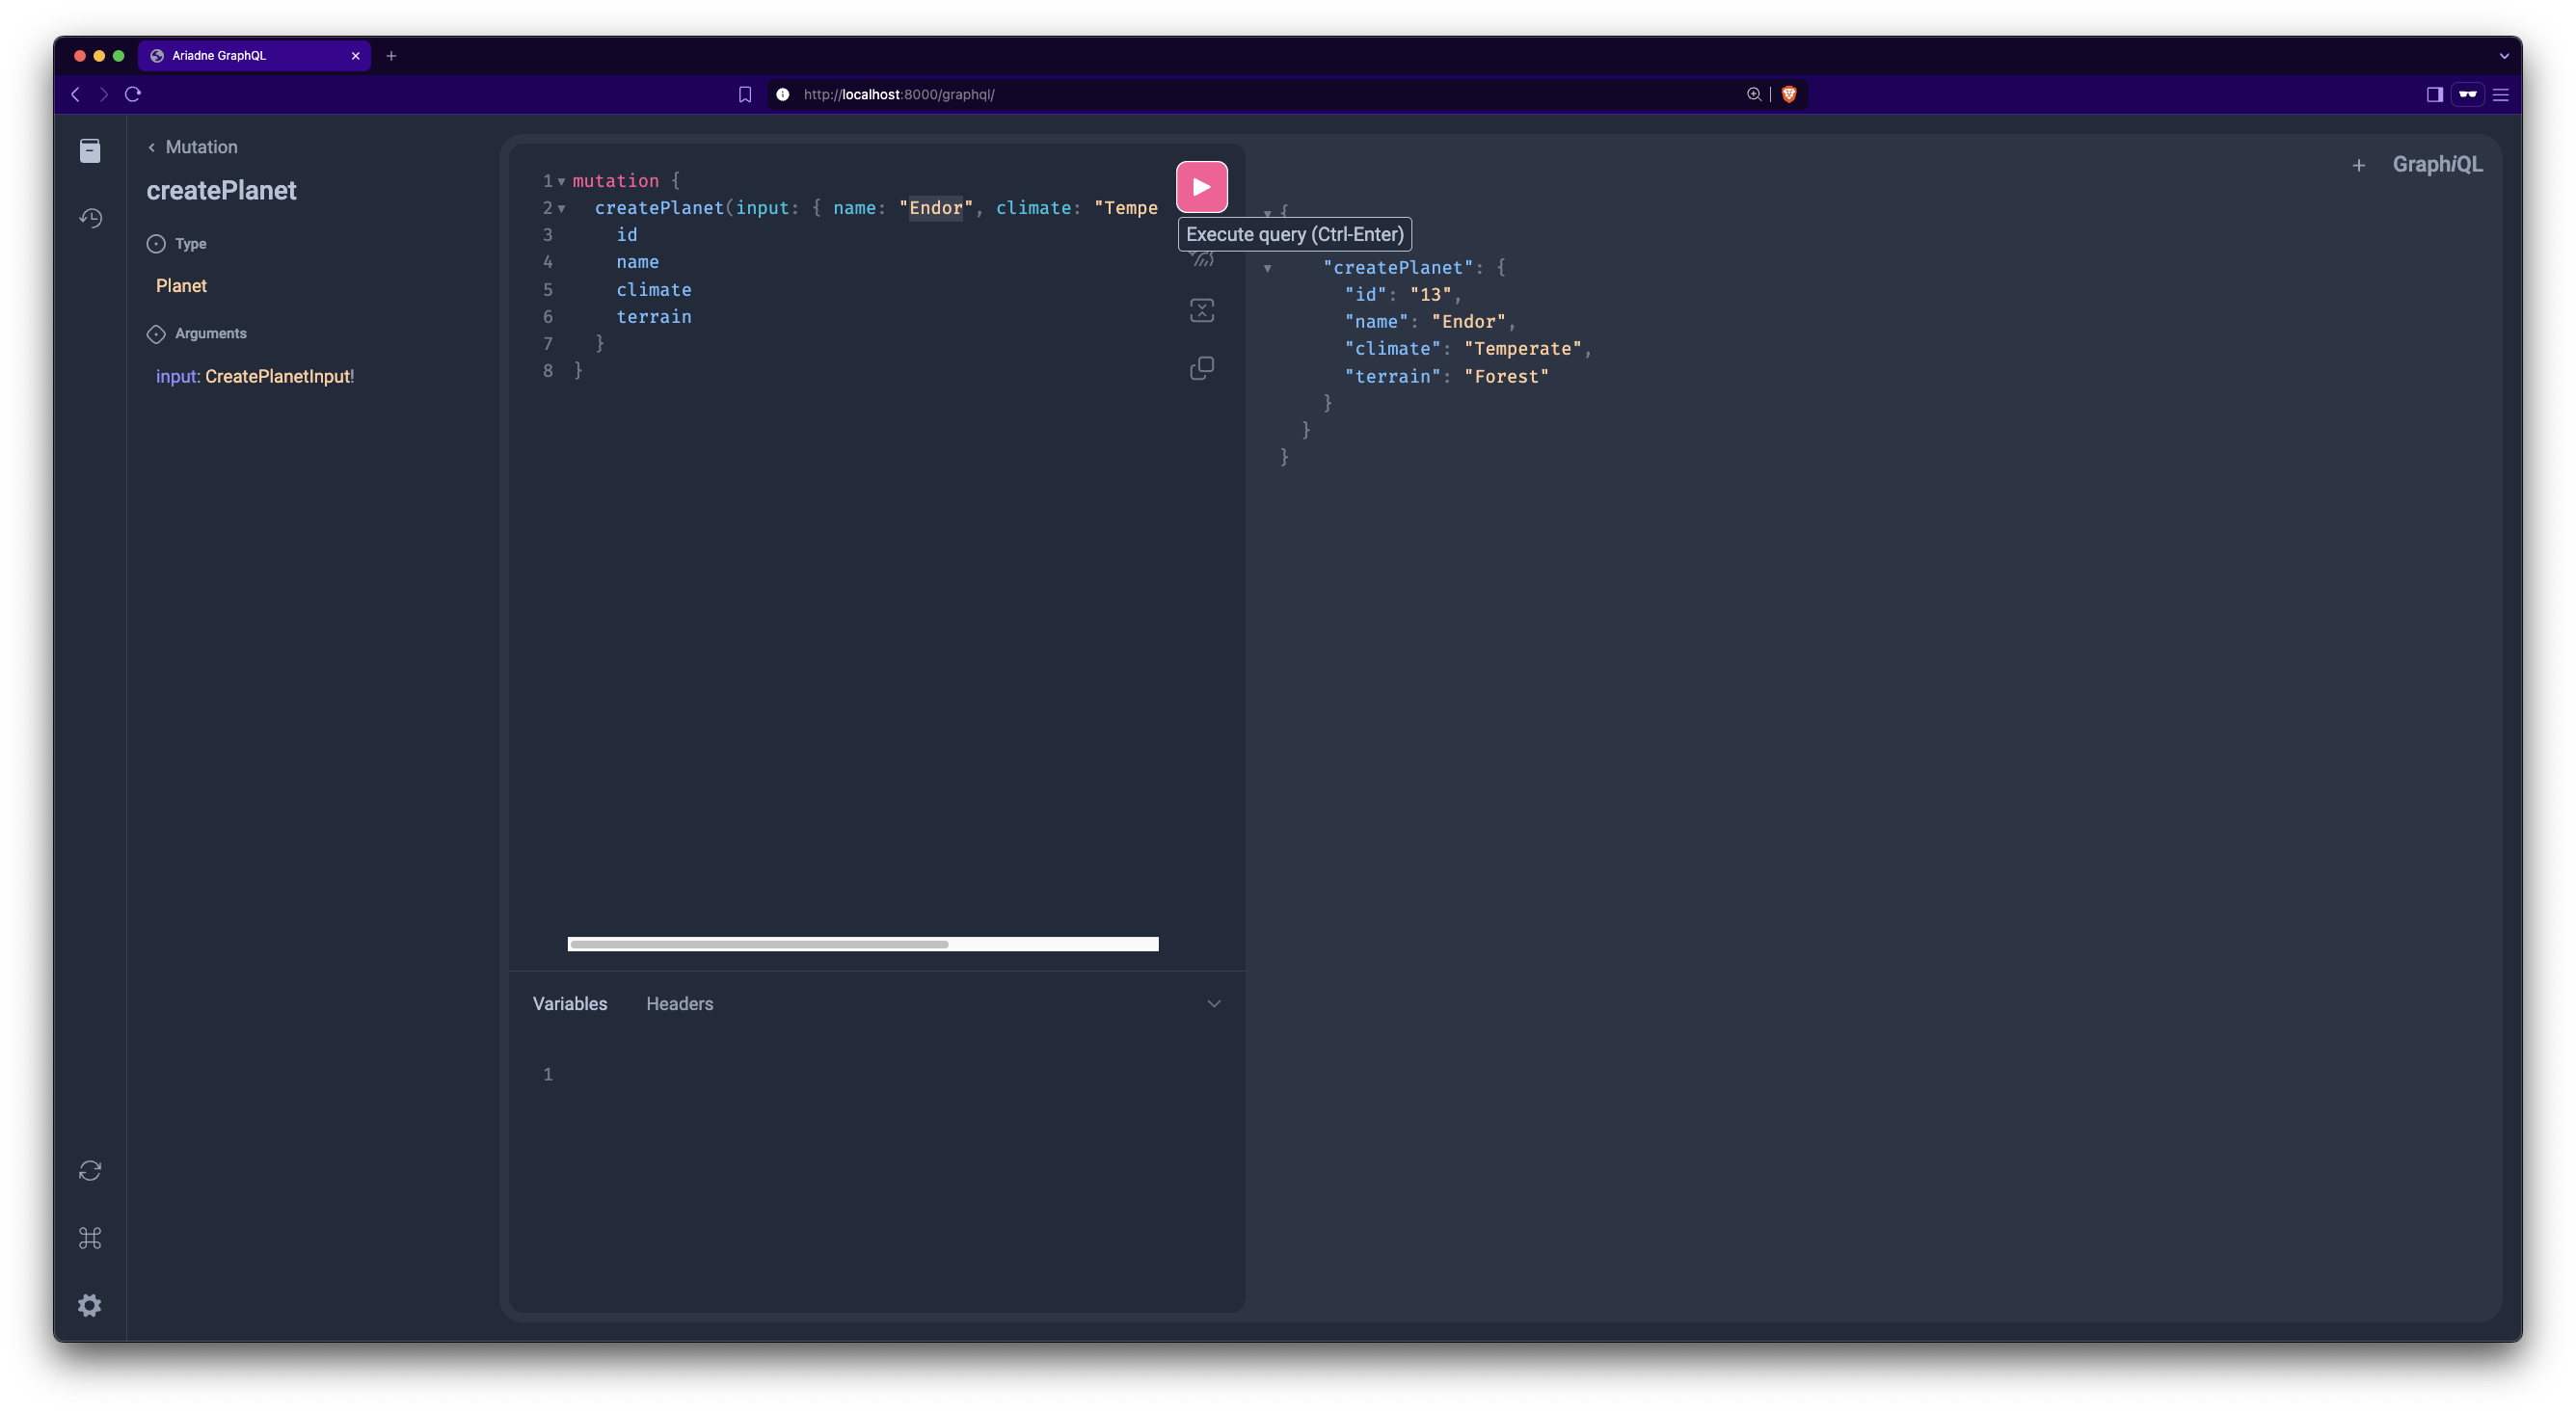 Ariadne GraphQL
http://localhost:8000/graphql/
Mutation
createPlanet
Type
Planet
Arguments
input: CreatePlanetInput!
1 mutation {
2 createPlanet(input: { name: "Endor", climate: "Tempe
3 id
4 name
5 climate
6 terrain
7 }
8 }
Execute query (Ctrl-Enter)
Variables Headers
1
+ GraphiQL
{
"createPlanet": {
"id": "13",
"name": "Endor",
"climate": "Temperate",
"terrain": "Forest"
}
}
}